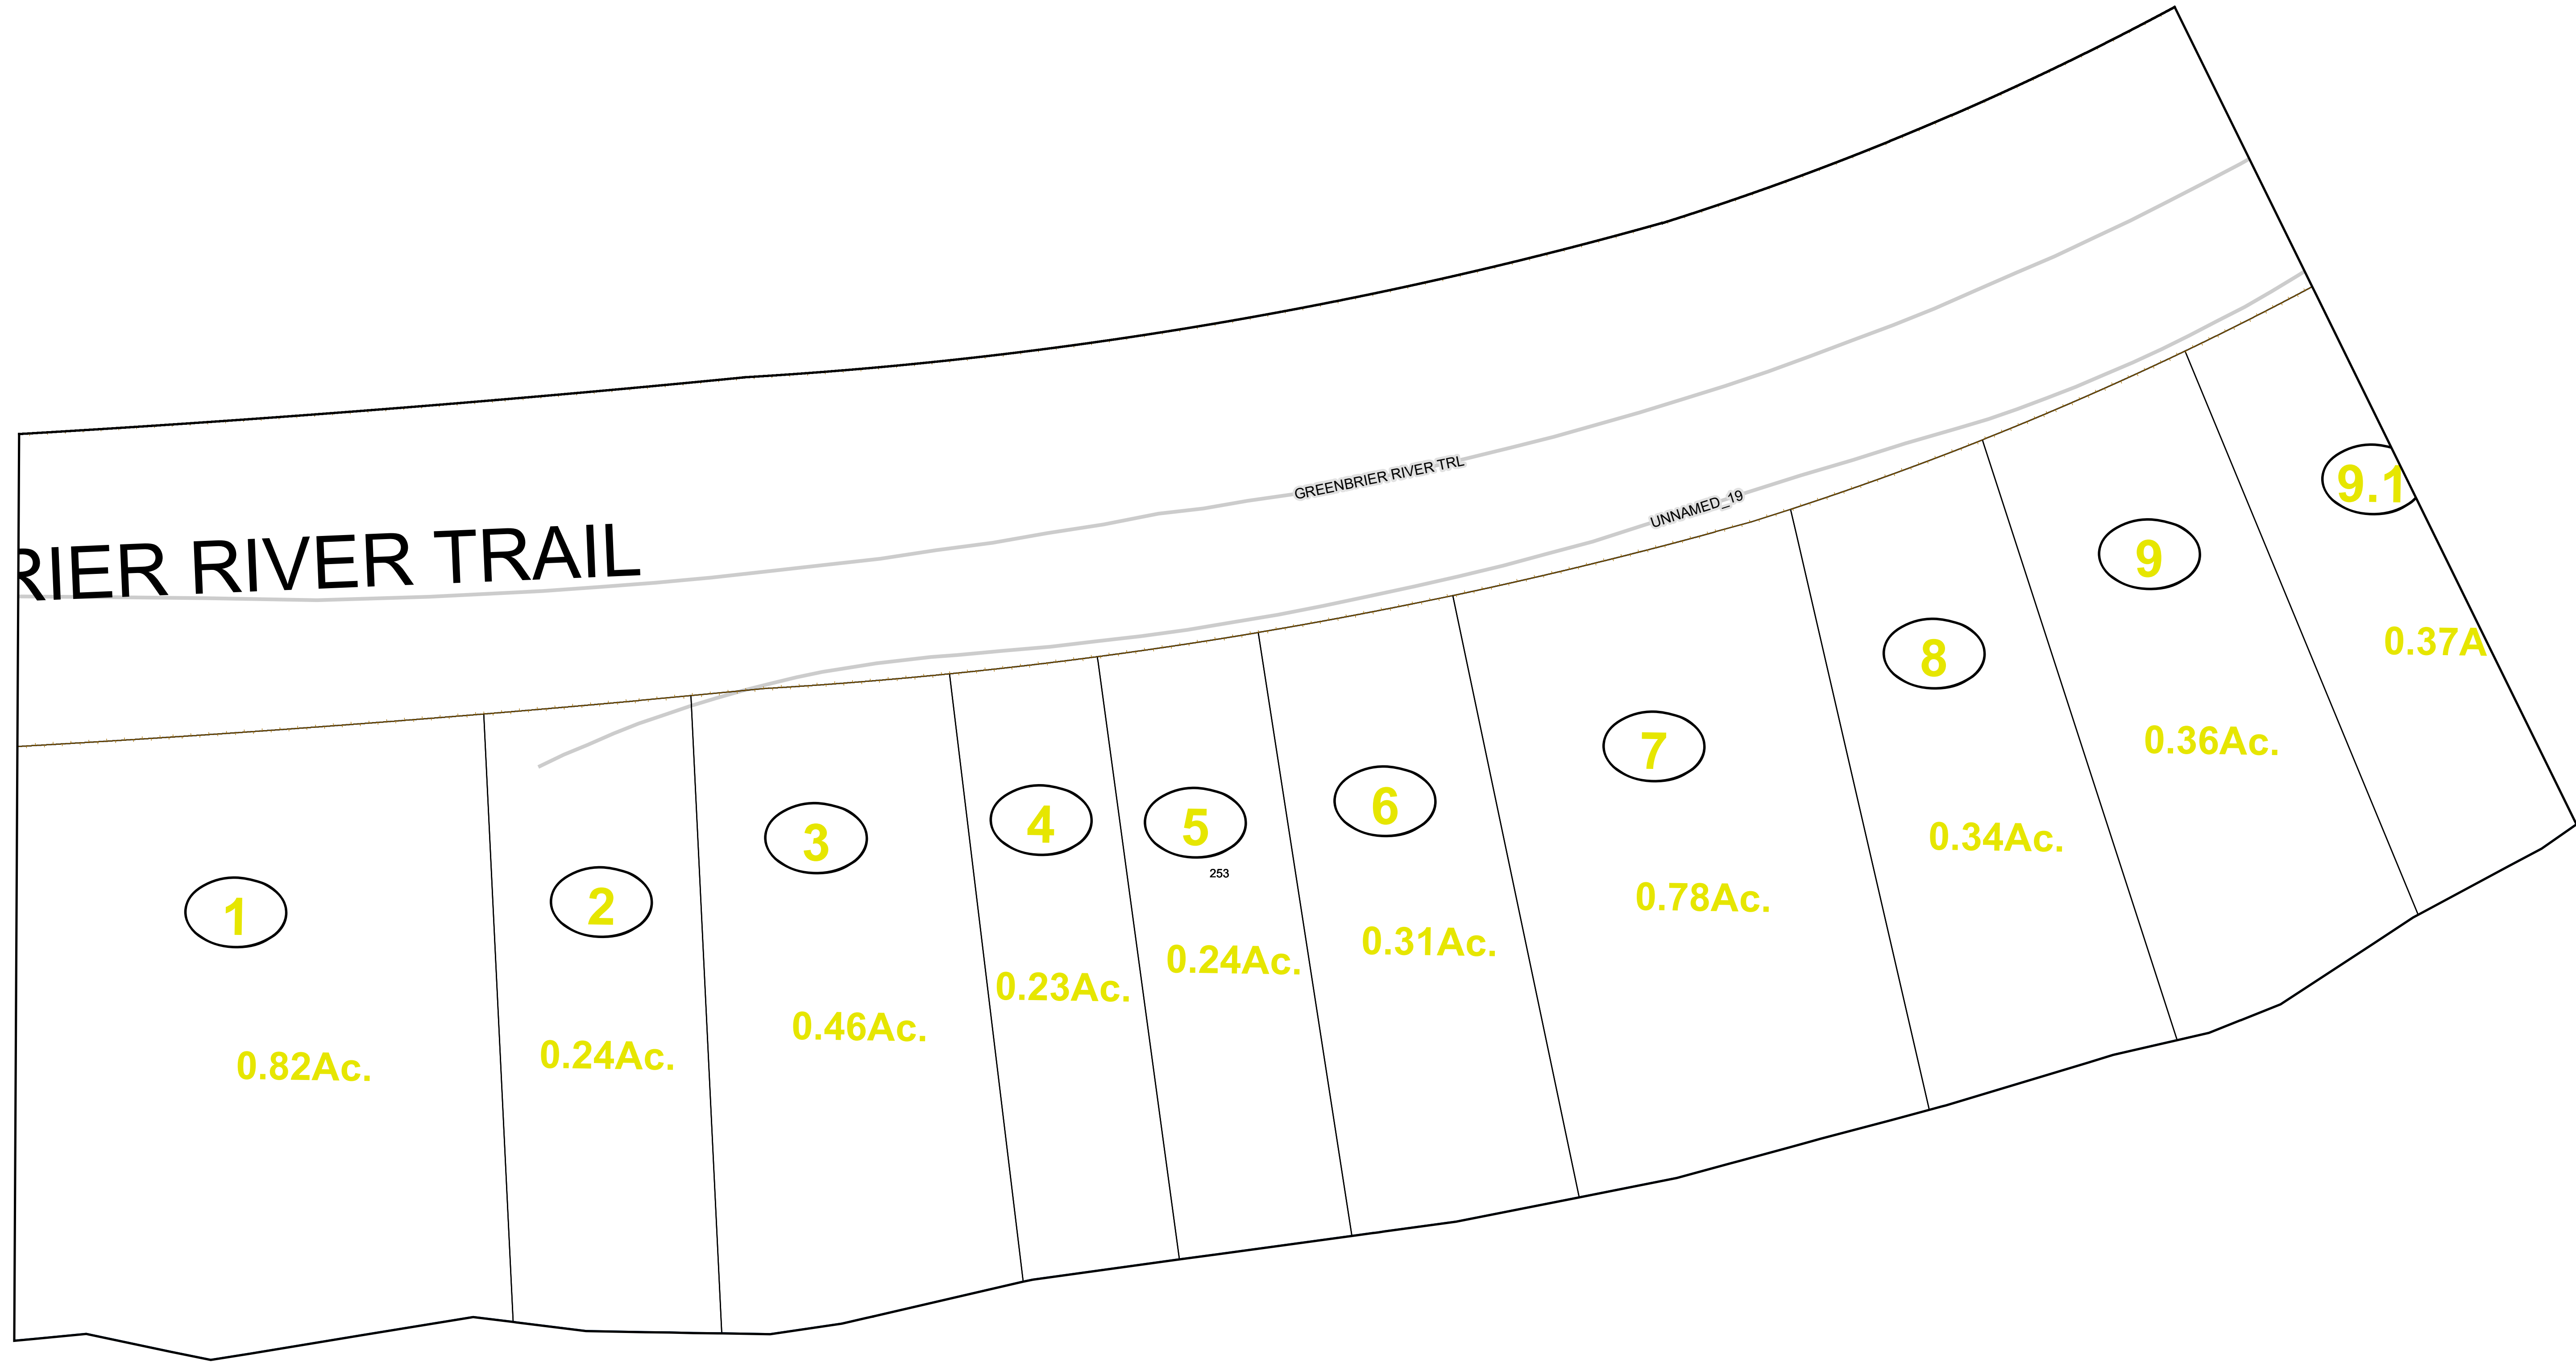 GREENBRIER RIVER TRL
UNNAMED_19
RIER RIVER TRAIL
1
0.82Ac.
2
0.24Ac.
3
0.46Ac.
4
0.23Ac.
5
253
0.24Ac.
6
0.31Ac.
7
0.78Ac.
8
0.34Ac.
9
0.36Ac.
9.1
0.37A